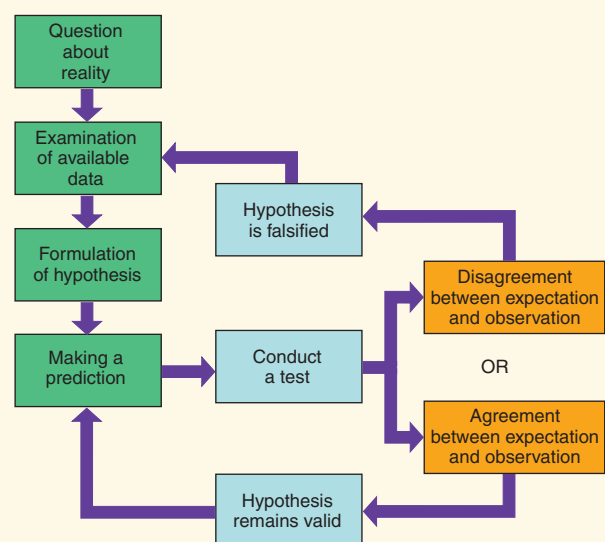 Question
about
reality
Examination
of available
data
Formulation
of hypothesis
Making a
prediction
Conduct
a test
Disagreement
between expectation
and observation
OR
Agreement
between expectation
and observation
Hypothesis
is falsified
Hypothesis
remains valid